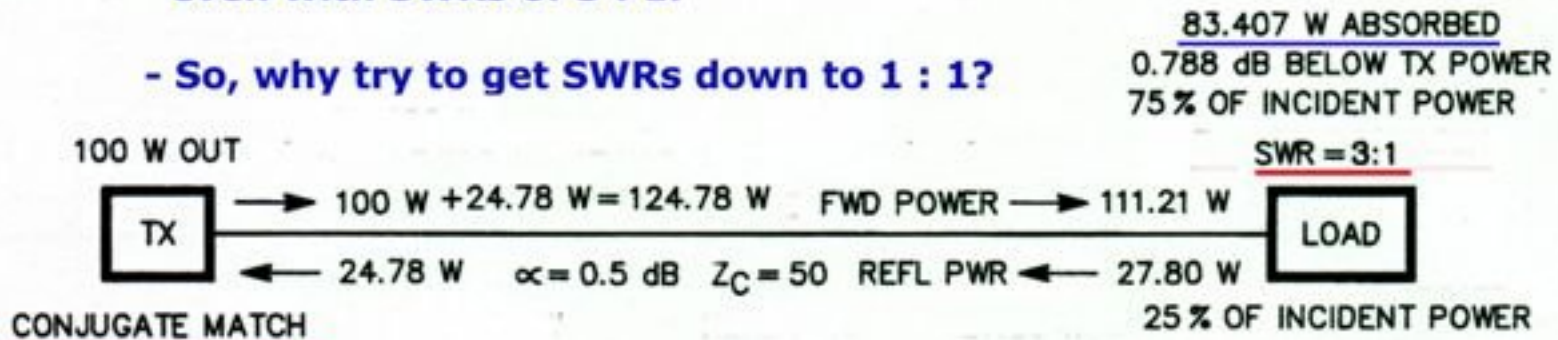 - So, why try to get SWRs down to 1 : 1?
83.407 W ABSORBED
0.788 dB BELOW TX POWER
75 % OF INCIDENT POWER
100 W OUT
SWR = 3:1
100 W + 24.78 W = 124.78 W FWD POWER 111.21 W
TX
LOAD
24.78 W ∝ = 0.5 dB ZC = 50 REFL PWR 27.80 W
CONJUGATE MATCH
25 % OF INCIDENT POWER